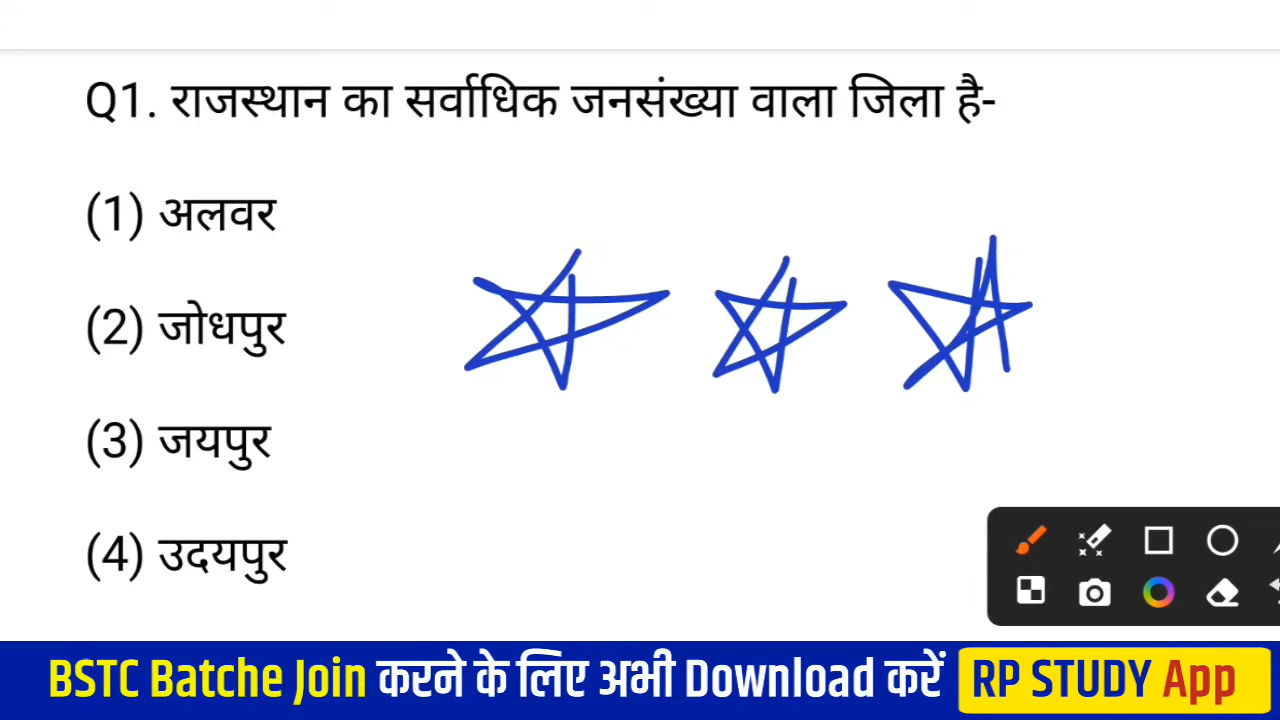 Q1. राजस्थान का सर्वाधिक जनसंख्या वाला जिला है-
(1) अलवर
(2) जोधपुर
(3) जयपुर
(4) उदयपुर
BSTC Batche Join करने के लिए अभी Download करें RP STUDY App